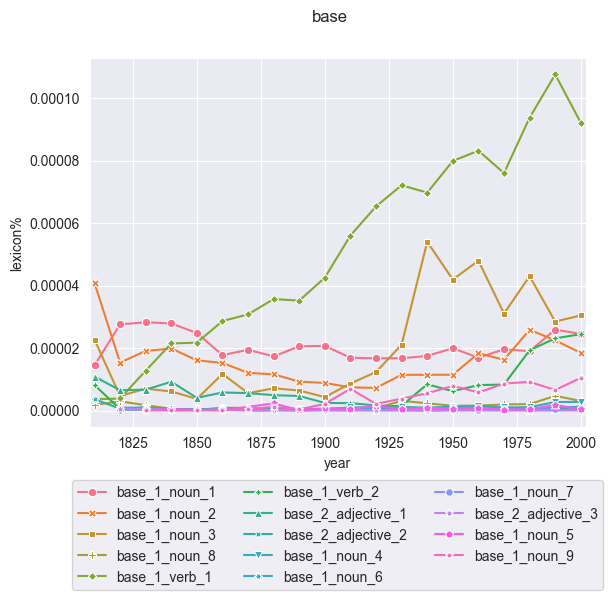 base
0.00010
0.00008
0.00006
0.00004
0.00002
0.00000
lexicon%
1825 1850 1875 1900 1925 1950 1975 2000
year
base_1_noun_1 base_1_verb_2 base_1_noun_7
base_1_noun_2 base_2_adjective_1 base_2_adjective_3
base_1_noun_3 base_2_adjective_2 base_1_noun_5
base_1_noun_8 base_1_noun_4 base_1_noun_9
base_1_verb_1 base_1_noun_6